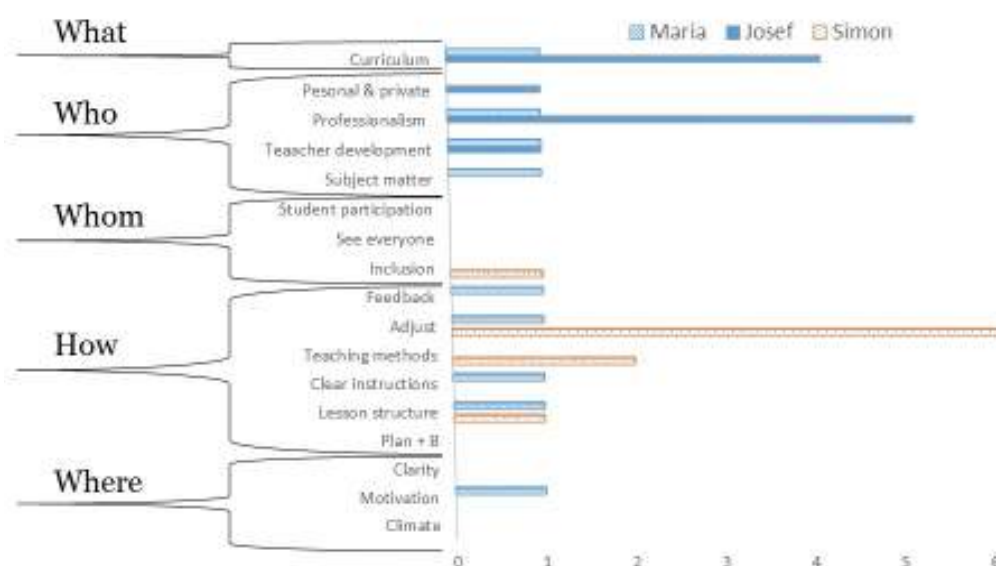 What
Maria Josef Simon
Curriculum
Who
Pesonal & private
Professionalism
Teaacher development
Subject matter
Whom
Student participation
See everyone
Inclusion
How
Feedback
Adjust
Teaching methods
Clear instructions
Lesson structure
Plan + B
Where
Clarity
Motivation
Climate
0 1 2 3 4 5 6